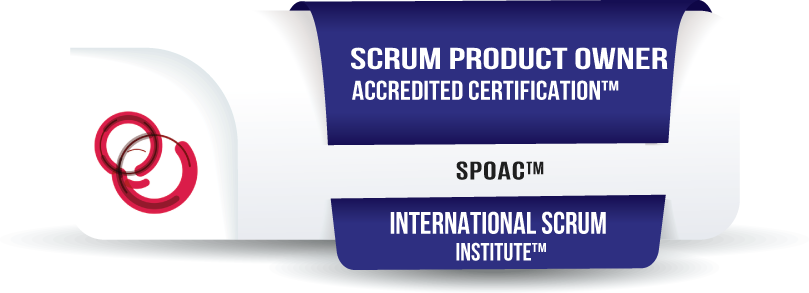 SCRUM PRODUCT OWNER
ACCREDITED CERTIFICATION™
SPOAC™
INTERNATIONAL SCRUM
INSTITUTE™